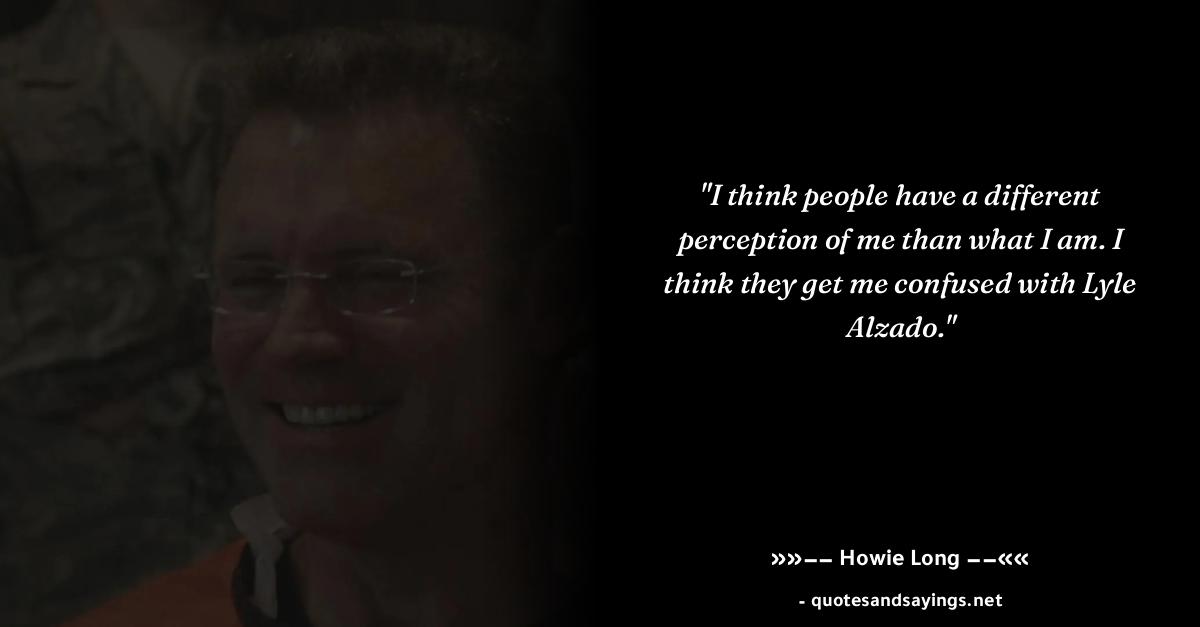 "I think people have a different
perception of me than what I am. I
think they get me confused with Lyle
Alzado."
»»−− Howie Long −−««
- quotesandsayings.net